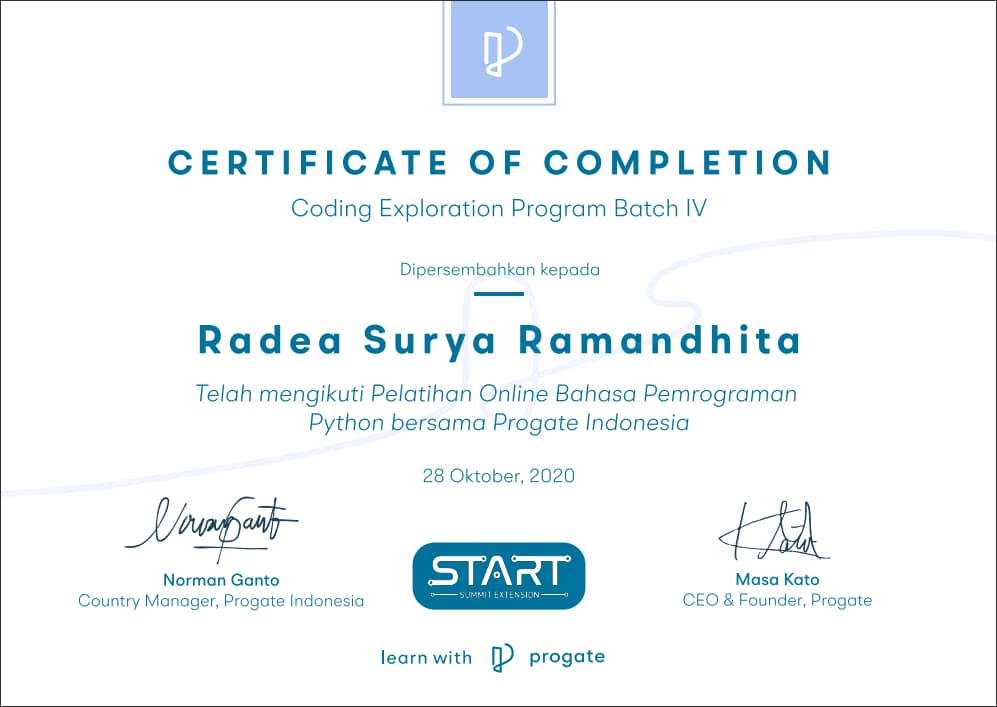 CERTIFICATE OF COMPLETION
Coding Exploration Program Batch IV
Dipersembahkan kepada
Radea Surya Ramandhita
Telah mengikuti Pelatihan Online Bahasa Pemrograman
Python bersama Progate Indonesia
28 Oktober, 2020
Norman Ganto
Country Manager, Progate Indonesia
START
SUMMIT EXTENSION
Masa Kato
CEO & Founder, Progate
learn with progate